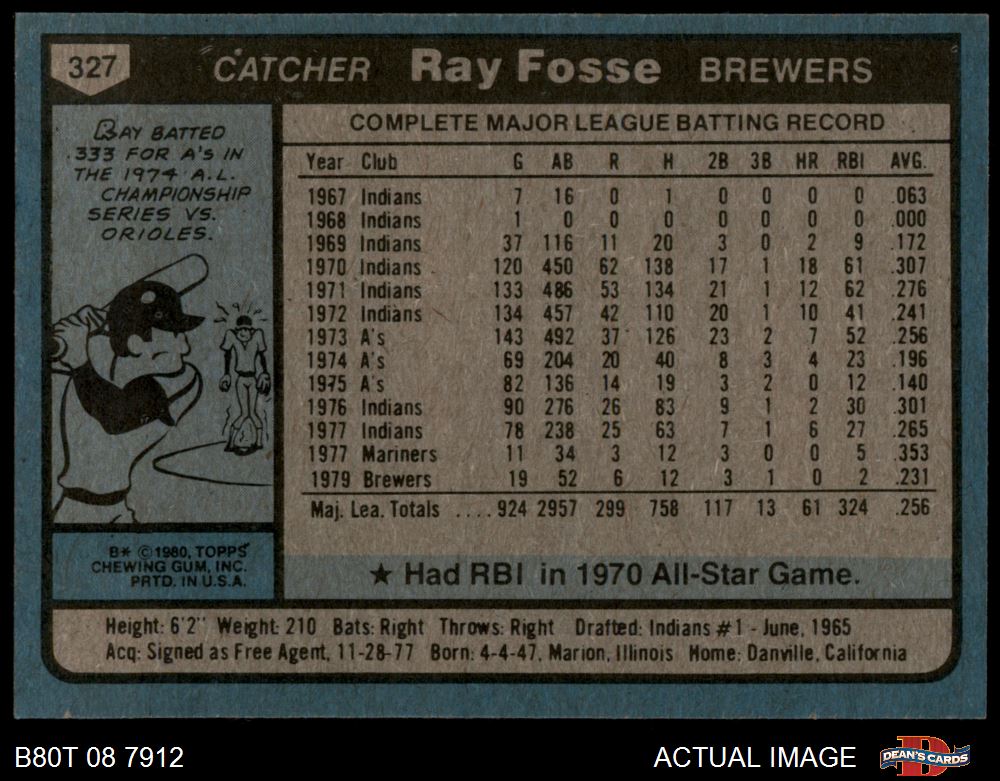 327 CATCHER Ray Fosse BREWERS
RAY BATTED
.333 FOR A'S IN
THE 1974 A.L.
CHAMPIONSHIP
SERIES VS.
ORIOLES.
COMPLETE MAJOR LEAGUE BATTING RECORD
Year Club G AB R H 2B 3B HR RBI AVG.
1967 Indians 7 16 0 1 0 0 0 0 .063
1968 Indians 1 0 0 0 0 0 0 0 .000
1969 Indians 37 116 11 20 3 0 2 9 .172
1970 Indians 120 450 62 138 17 1 18 61 .307
1971 Indians 133 486 53 134 21 1 12 62 .276
1972 Indians 134 457 42 110 20 1 10 41 .241
1973 A's 143 492 37 126 23 2 7 52 .256
1974 A's 69 204 20 40 8 3 4 23 .196
1975 A's 82 136 14 19 3 2 0 12 .140
1976 Indians 90 276 26 83 9 1 2 30 .301
1977 Indians 78 238 25 63 7 1 6 27 .265
1977 Mariners 11 34 3 12 3 0 0 5 .353
1979 Brewers 19 52 6 12 3 1 0 2 .231
Maj. Lea. Totals ....924 2957 299 758 117 13 61 324 .256
B* ©1980, TOPPS
CHEWING GUM, INC.
PRTD. IN U.S.A.
★ Had RBI in 1970 All-Star Game.
Height: 6'2" Weight: 210 Bats: Right Throws: Right Drafted: Indians #1 - June, 1965
Acq: Signed as Free Agent, 11-28-77 Born: 4-4-47, Marion, Illinois Home: Danville, California
B80T 08 7912 ACTUAL IMAGE DEAN'S CARDS